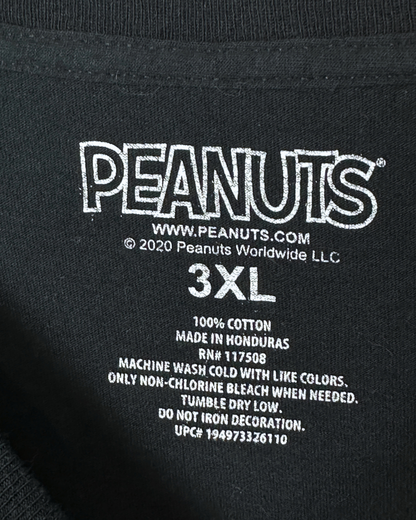 PEANUTS®
WWW.PEANUTS.COM
© 2020 Peanuts Worldwide LLC
3XL
100% COTTON
MADE IN HONDURAS
RN# 117508
MACHINE WASH COLD WITH LIKE COLORS.
ONLY NON-CHLORINE BLEACH WHEN NEEDED.
TUMBLE DRY LOW.
DO NOT IRON DECORATION.
UPC# 194973326110